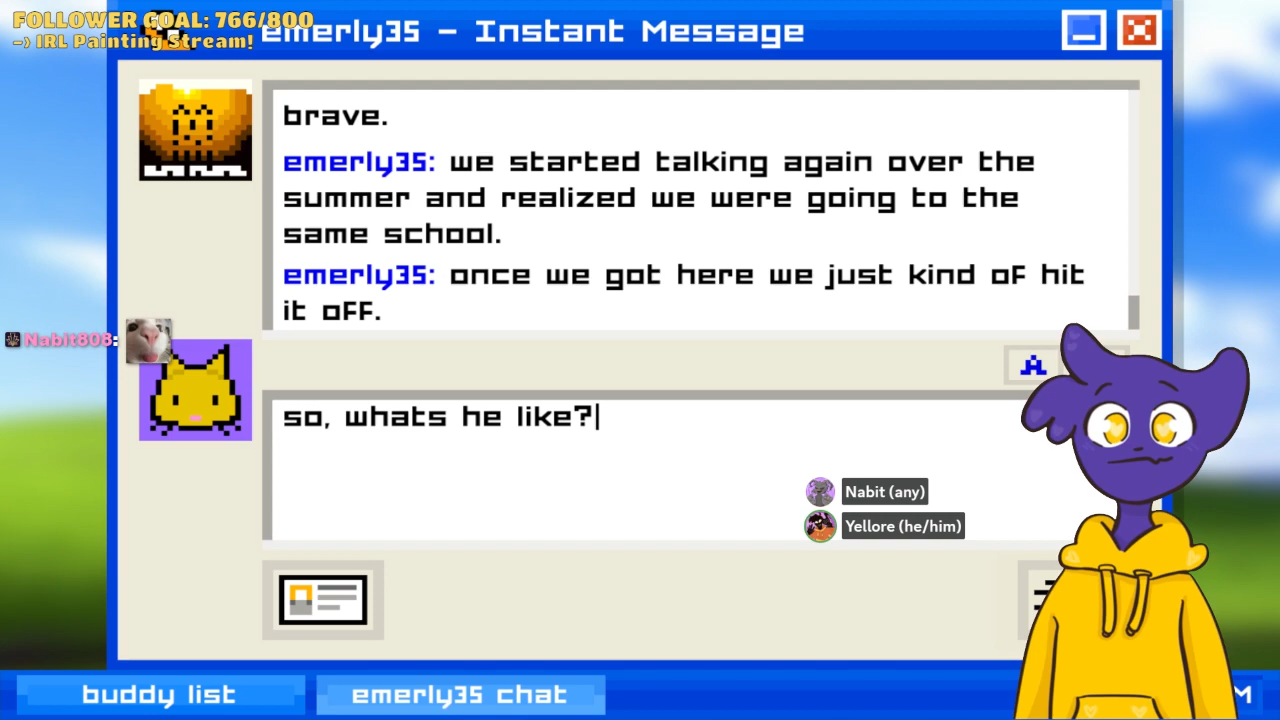 FOLLOWER GOAL: 766/800
-> IRL Painting Stream!
emerly35 - Instant Message
brave.
emerly35: we started talking again over the
summer and realized we were going to the
same school.
emerly35: once we got here we just kind of hit
it off.
Nabit808:
A
so, whats he like?
Nabit (any)
Yellore (he/him)
buddy list
emerly35 chat
M